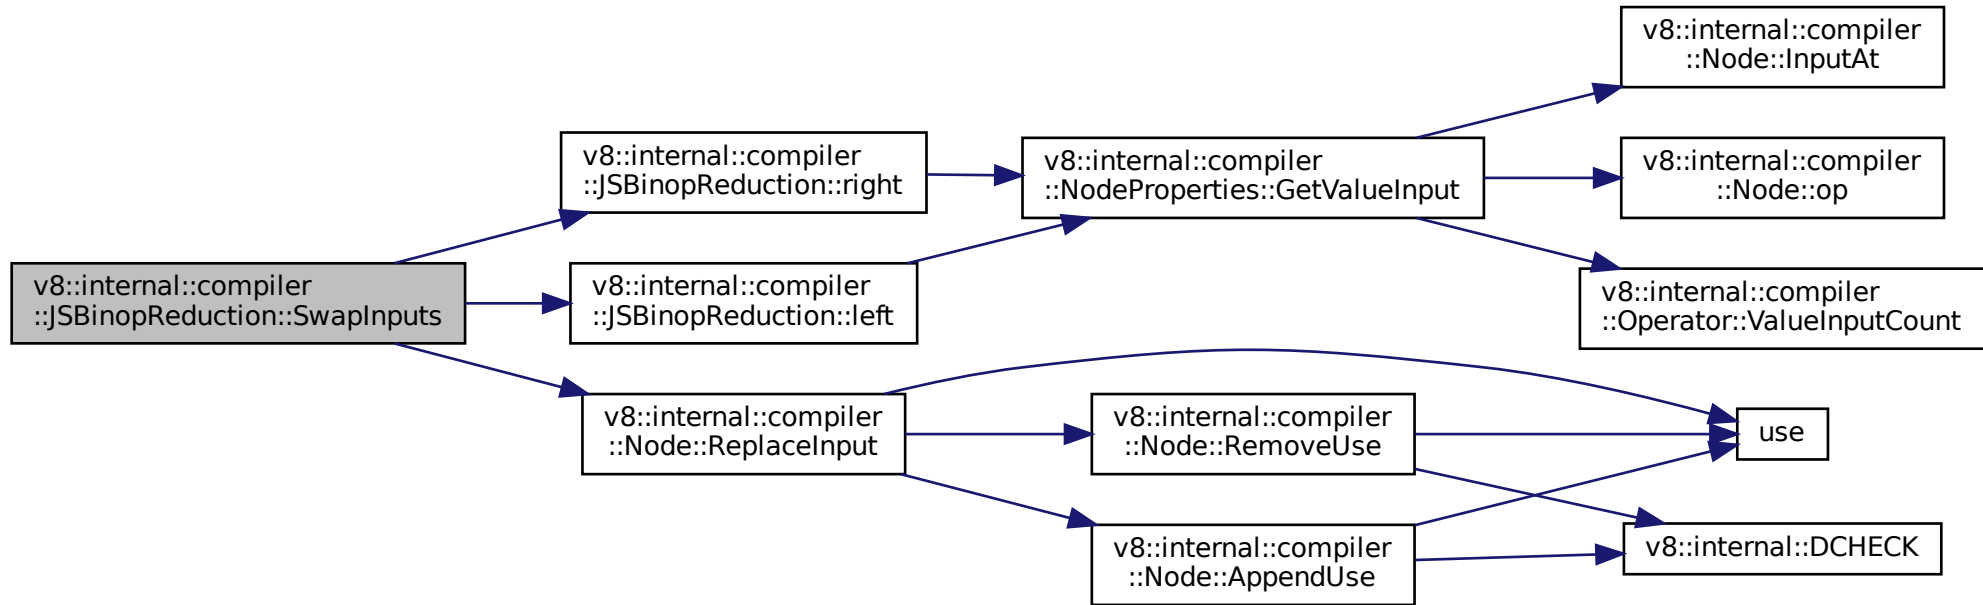 v8::internal::compiler
::JSBinopReduction::SwapInputs
v8::internal::compiler
::JSBinopReduction::right
v8::internal::compiler
::JSBinopReduction::left
v8::internal::compiler
::Node::ReplaceInput
v8::internal::compiler
::NodeProperties::GetValueInput
v8::internal::compiler
::Node::RemoveUse
v8::internal::compiler
::Node::AppendUse
v8::internal::compiler
::Node::InputAt
v8::internal::compiler
::Node::op
v8::internal::compiler
::Operator::ValueInputCount
use
v8::internal::DCHECK